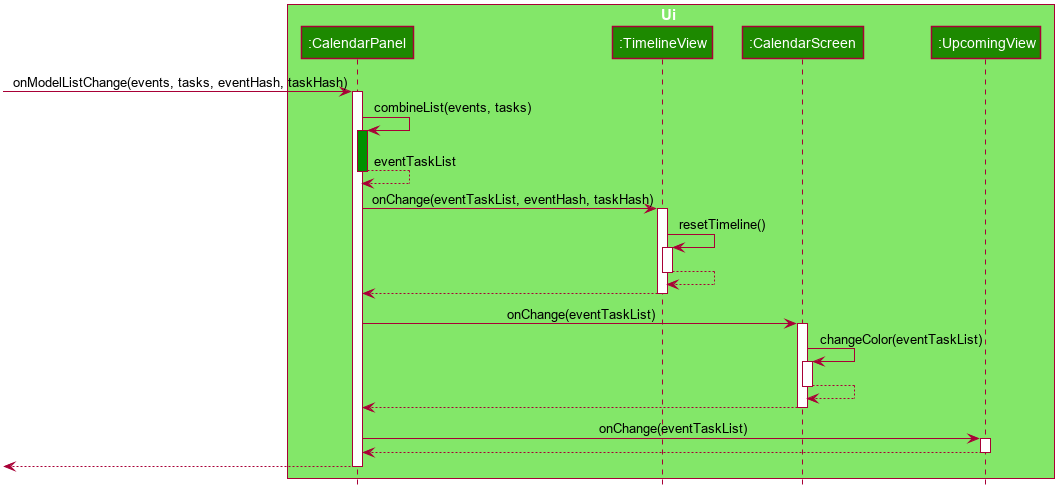 Ui
:CalendarPanel
:TimelineView
:CalendarScreen
:UpcomingView
onModelListChange(events, tasks, eventHash, taskHash)
combineList(events, tasks)
eventTaskList
onChange(eventTaskList, eventHash, taskHash)
resetTimeline()
onChange(eventTaskList)
changeColor(eventTaskList)
onChange(eventTaskList)